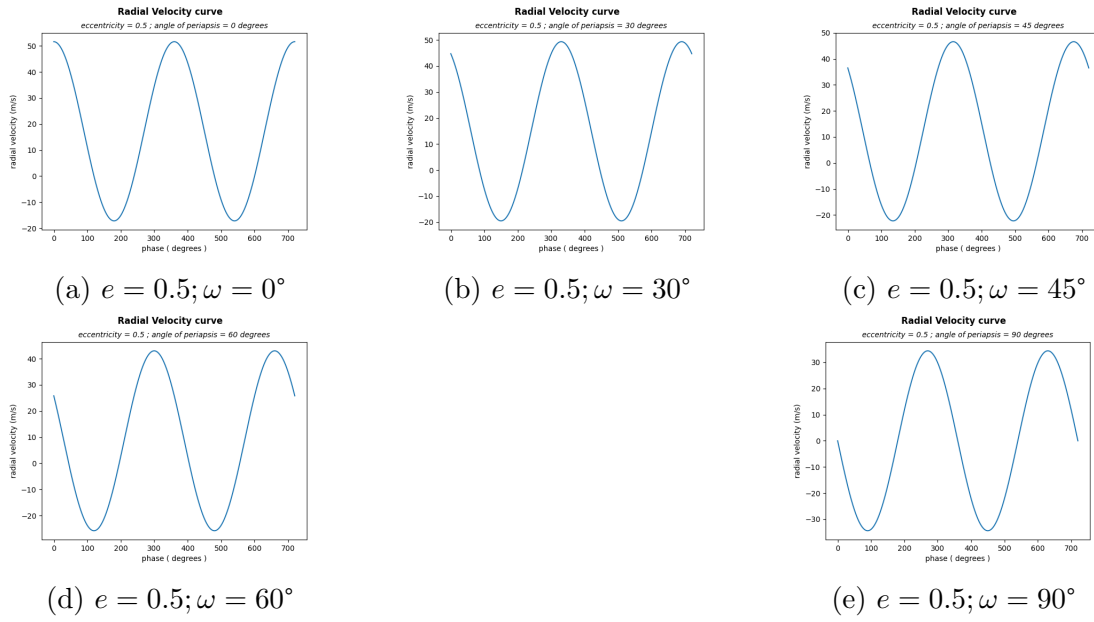 Radial Velocity curve
eccentricity = 0.5 ; angle of periapsis = 0 degrees
radial velocity (m/s)
50
40
30
20
10
0
−10
−20
0 100 200 300 400 500 600 700
phase ( degrees )
(a) e = 0.5; ω = 0°
Radial Velocity curve
eccentricity = 0.5 ; angle of periapsis = 30 degrees
radial velocity (m/s)
50
40
30
20
10
0
−10
−20
0 100 200 300 400 500 600 700
phase ( degrees )
(b) e = 0.5; ω = 30°
Radial Velocity curve
eccentricity = 0.5 ; angle of periapsis = 45 degrees
radial velocity (m/s)
50
40
30
20
10
0
−10
−20
0 100 200 300 400 500 600 700
phase ( degrees )
(c) e = 0.5; ω = 45°
Radial Velocity curve
eccentricity = 0.5 ; angle of periapsis = 60 degrees
radial velocity (m/s)
40
30
20
10
0
−10
−20
0 100 200 300 400 500 600 700
phase ( degrees )
(d) e = 0.5; ω = 60°
Radial Velocity curve
eccentricity = 0.5 ; angle of periapsis = 90 degrees
radial velocity (m/s)
30
20
10
0
−10
−20
−30
0 100 200 300 400 500 600 700
phase ( degrees )
(e) e = 0.5; ω = 90°